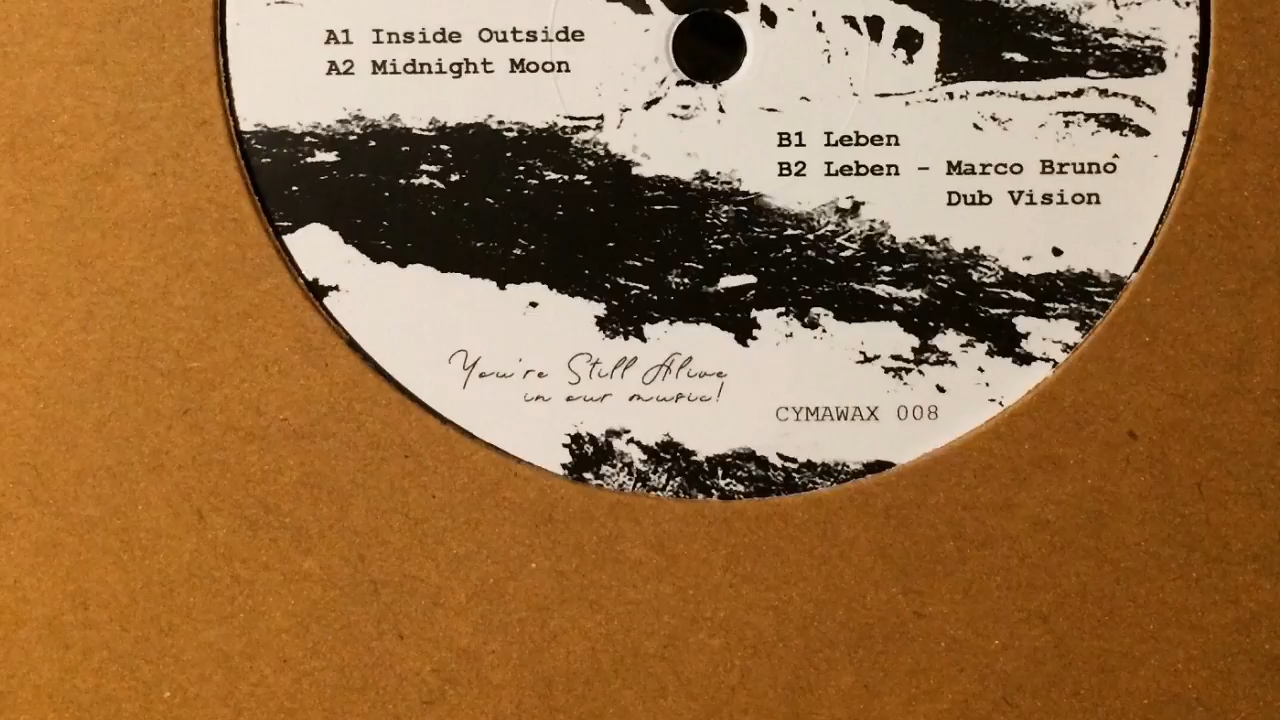 A1 Inside Outside
A2 Midnight Moon
B1 Leben
B2 Leben - Marco Bruno
Dub Vision
You're Still Alive
in our music!
CYMAWAX 008